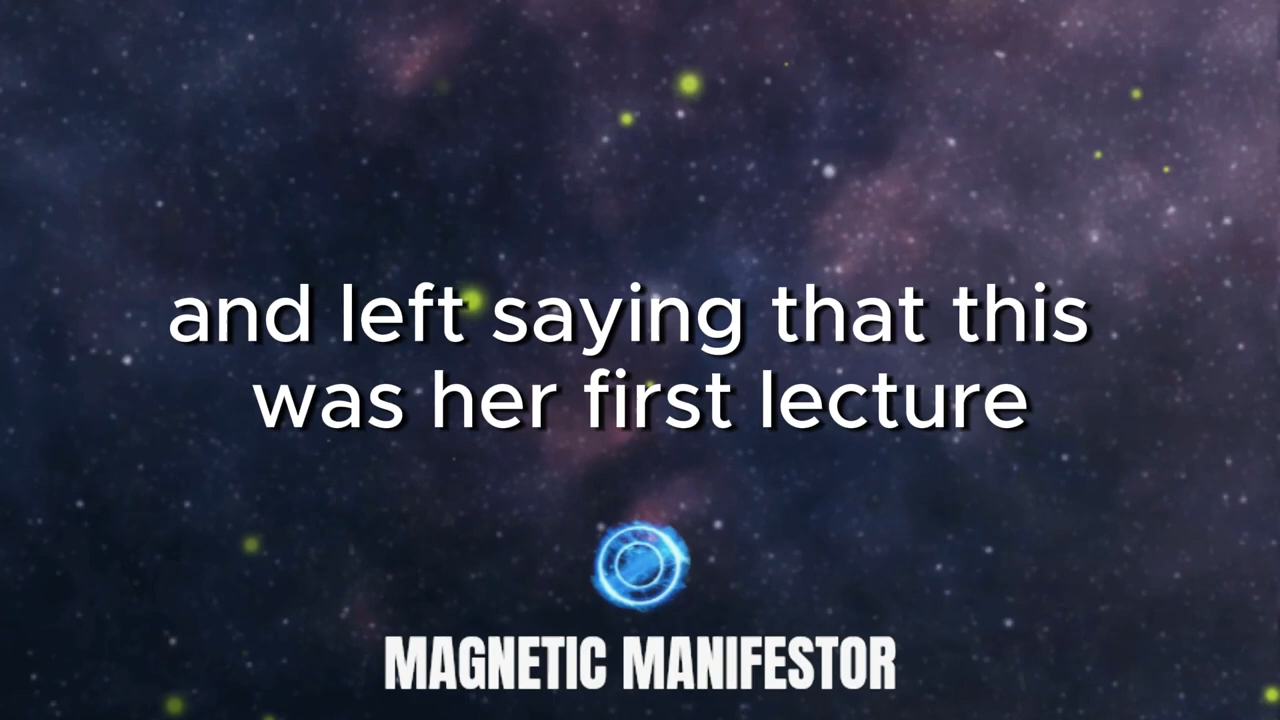 and left saying that this
was her first lecture
MAGNETIC MANIFESTOR